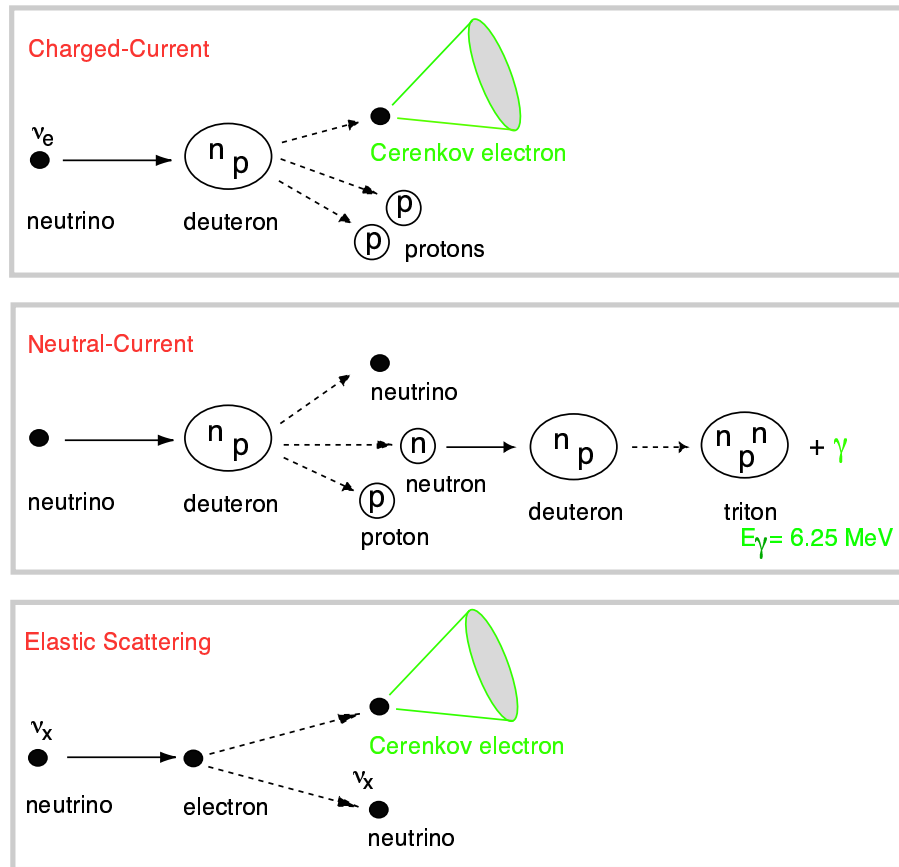 Charged-Current
νe
n p
Cerenkov electron
neutrino
deuteron
p
p
protons
Neutral-Current
neutrino
n p
n
n p
n n p
+ γ
neutrino
deuteron
neutron
p
proton
deuteron
triton
Eγ = 6.25 MeV
Elastic Scattering
νx
Cerenkov electron
neutrino
electron
νx
neutrino